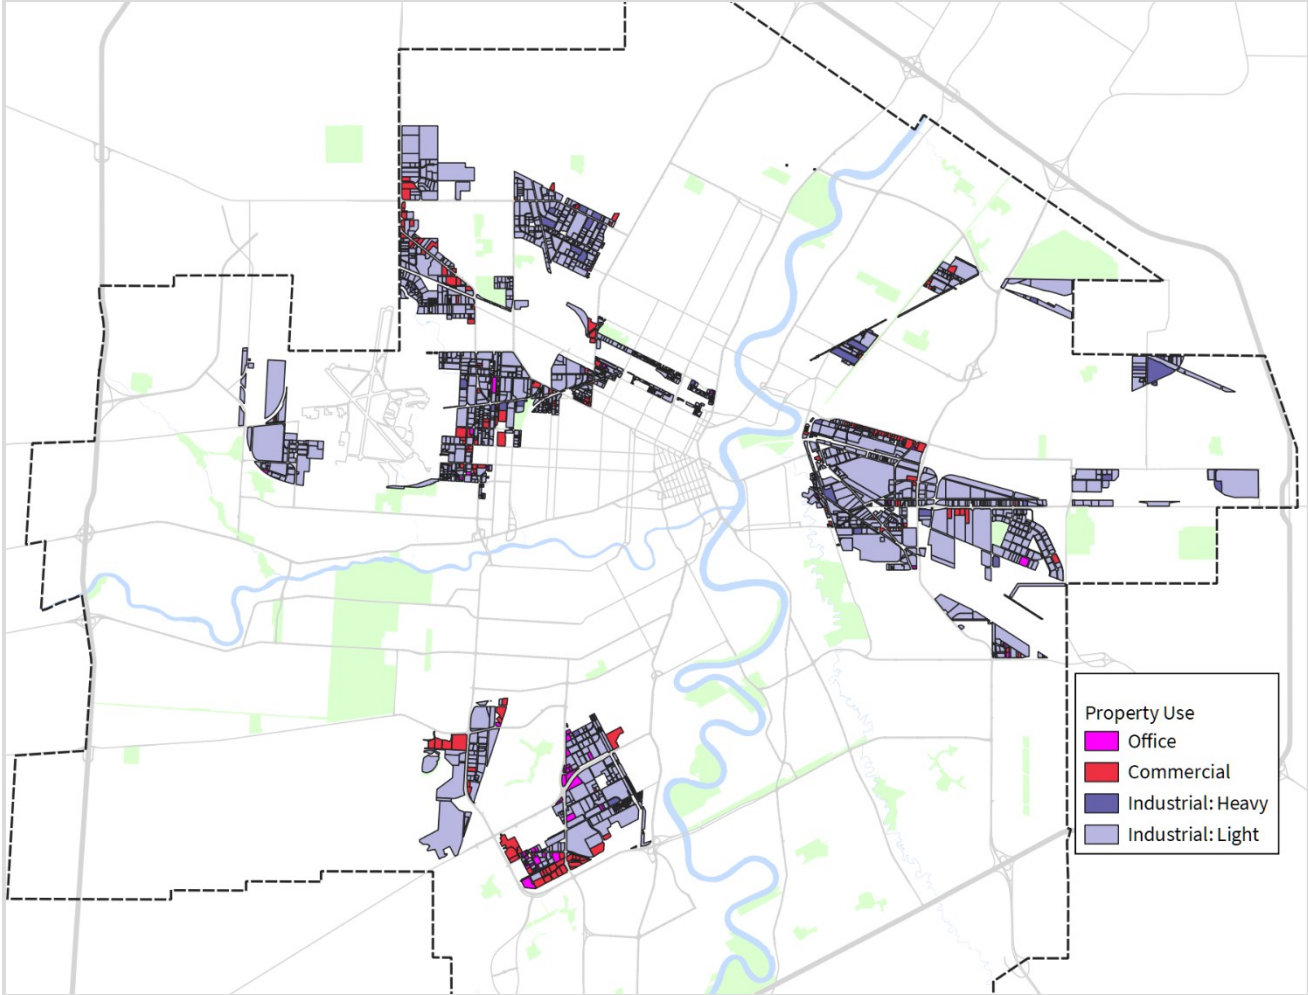 Property Use
Office
Commercial
Industrial: Heavy
Industrial: Light